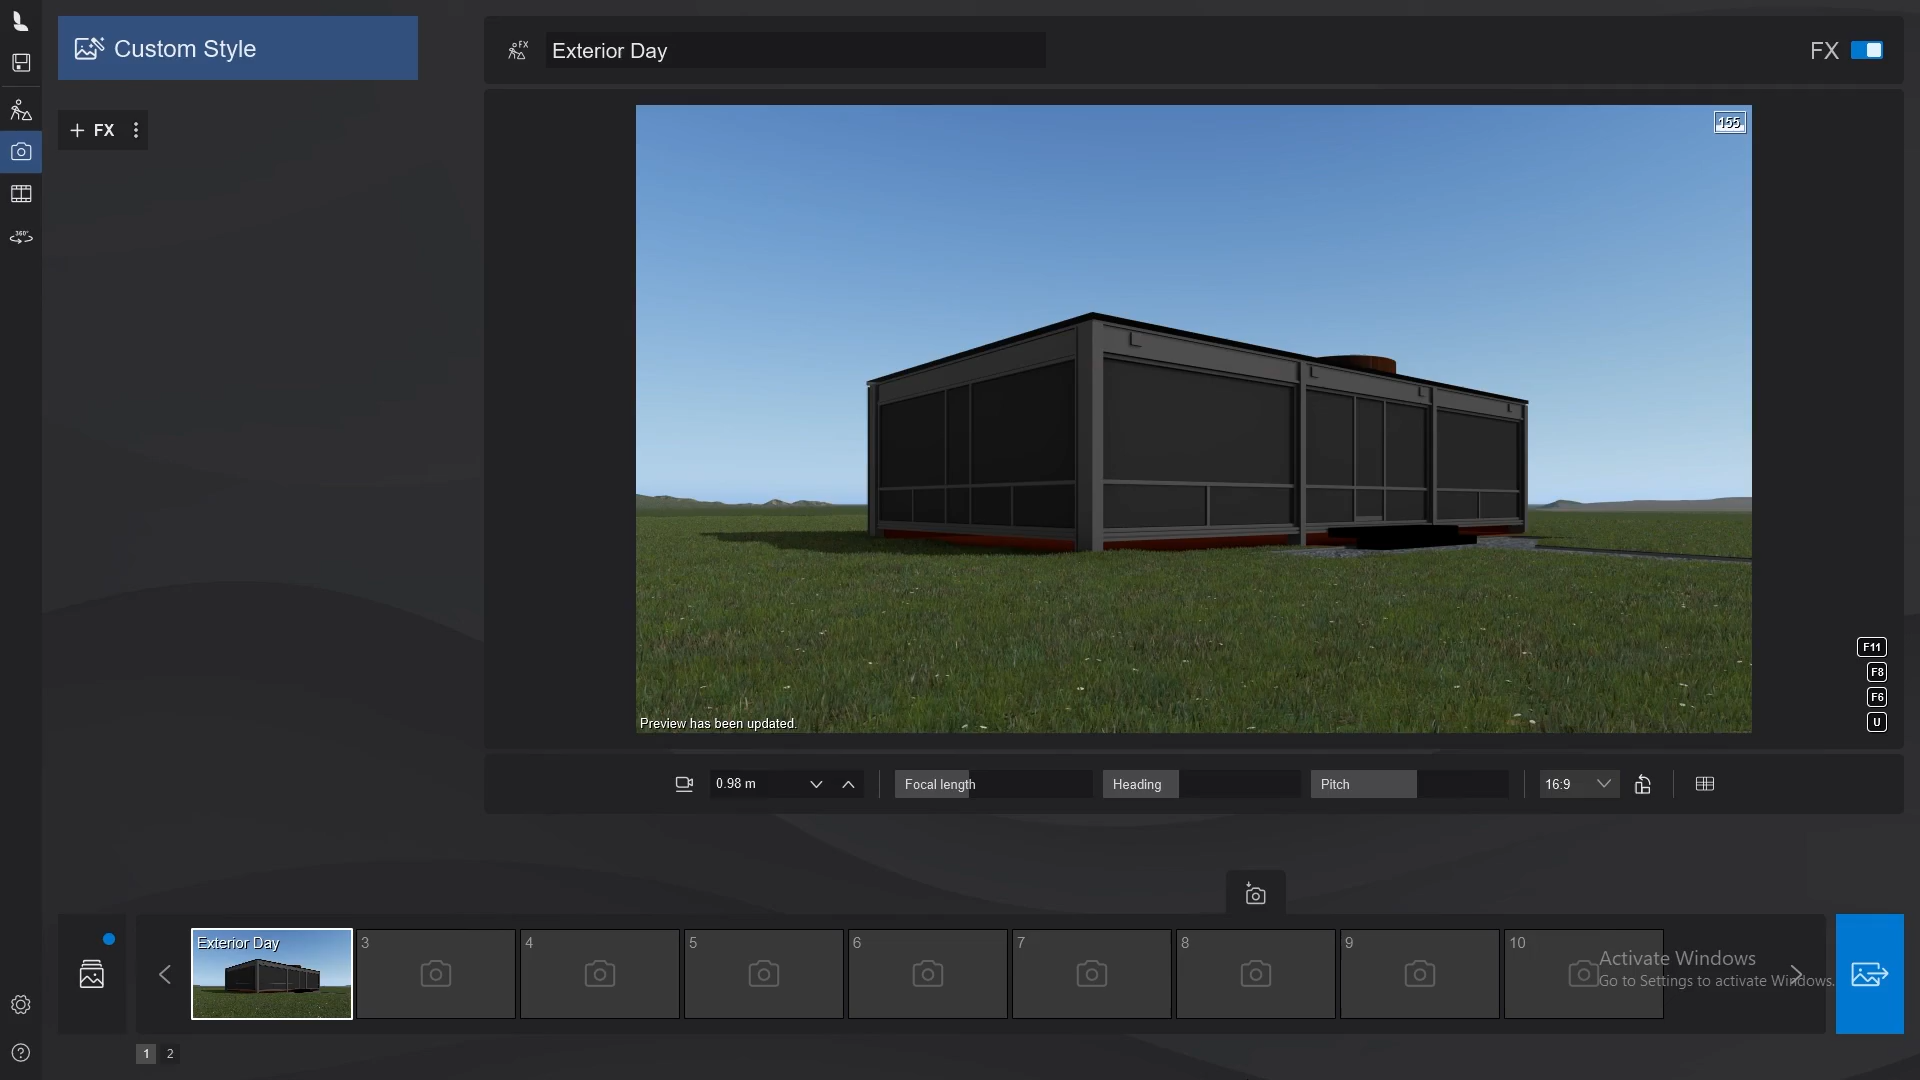 Custom Style
FX
Exterior Day
FX
+ FX
360°
155
Preview has been updated.
F11
F8
F6
U
0.98 m
Focal length
Heading
Pitch
16:9
Exterior Day
3
4
5
6
7
8
9
10
Activate Windows
Go to Settings to activate Windows.
1
2